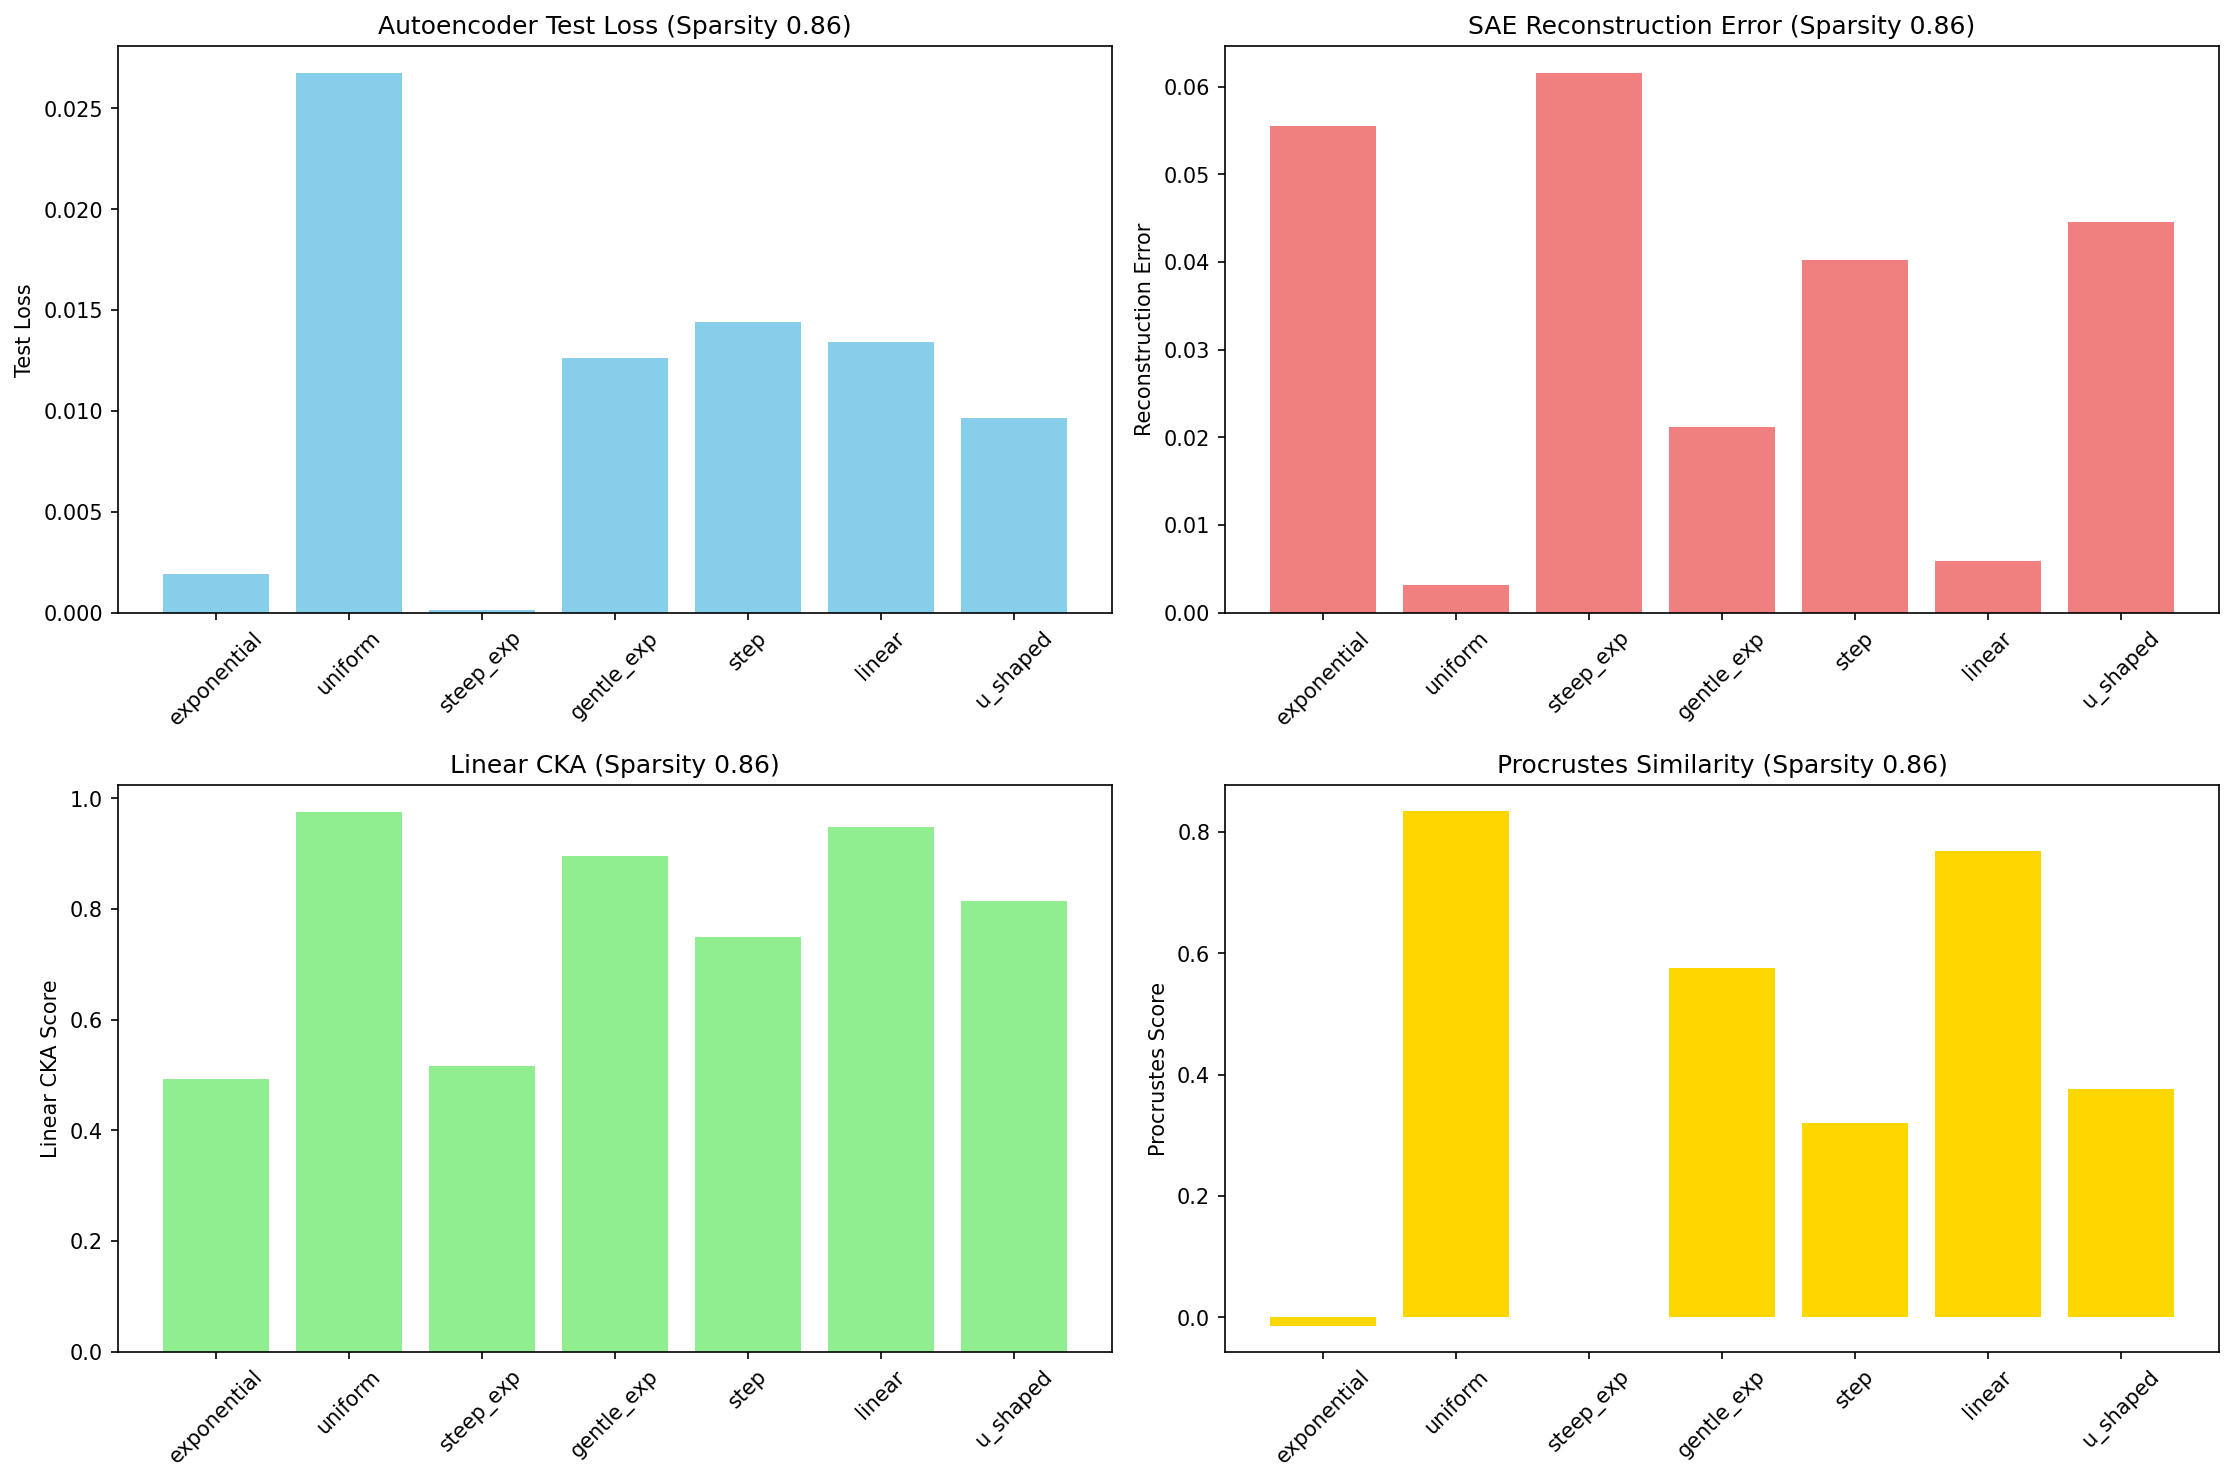 Autoencoder Test Loss (Sparsity 0.86)
Test Loss
0.025
0.020
0.015
0.010
0.005
0.000
exponential
uniform
steep_exp
gentle_exp
step
linear
u_shaped
SAE Reconstruction Error (Sparsity 0.86)
Reconstruction Error
0.06
0.05
0.04
0.03
0.02
0.01
0.00
exponential
uniform
steep_exp
gentle_exp
step
linear
u_shaped
Linear CKA (Sparsity 0.86)
Linear CKA Score
1.0
0.8
0.6
0.4
0.2
0.0
exponential
uniform
steep_exp
gentle_exp
step
linear
u_shaped
Procrustes Similarity (Sparsity 0.86)
Procrustes Score
0.8
0.6
0.4
0.2
0.0
exponential
uniform
steep_exp
gentle_exp
step
linear
u_shaped